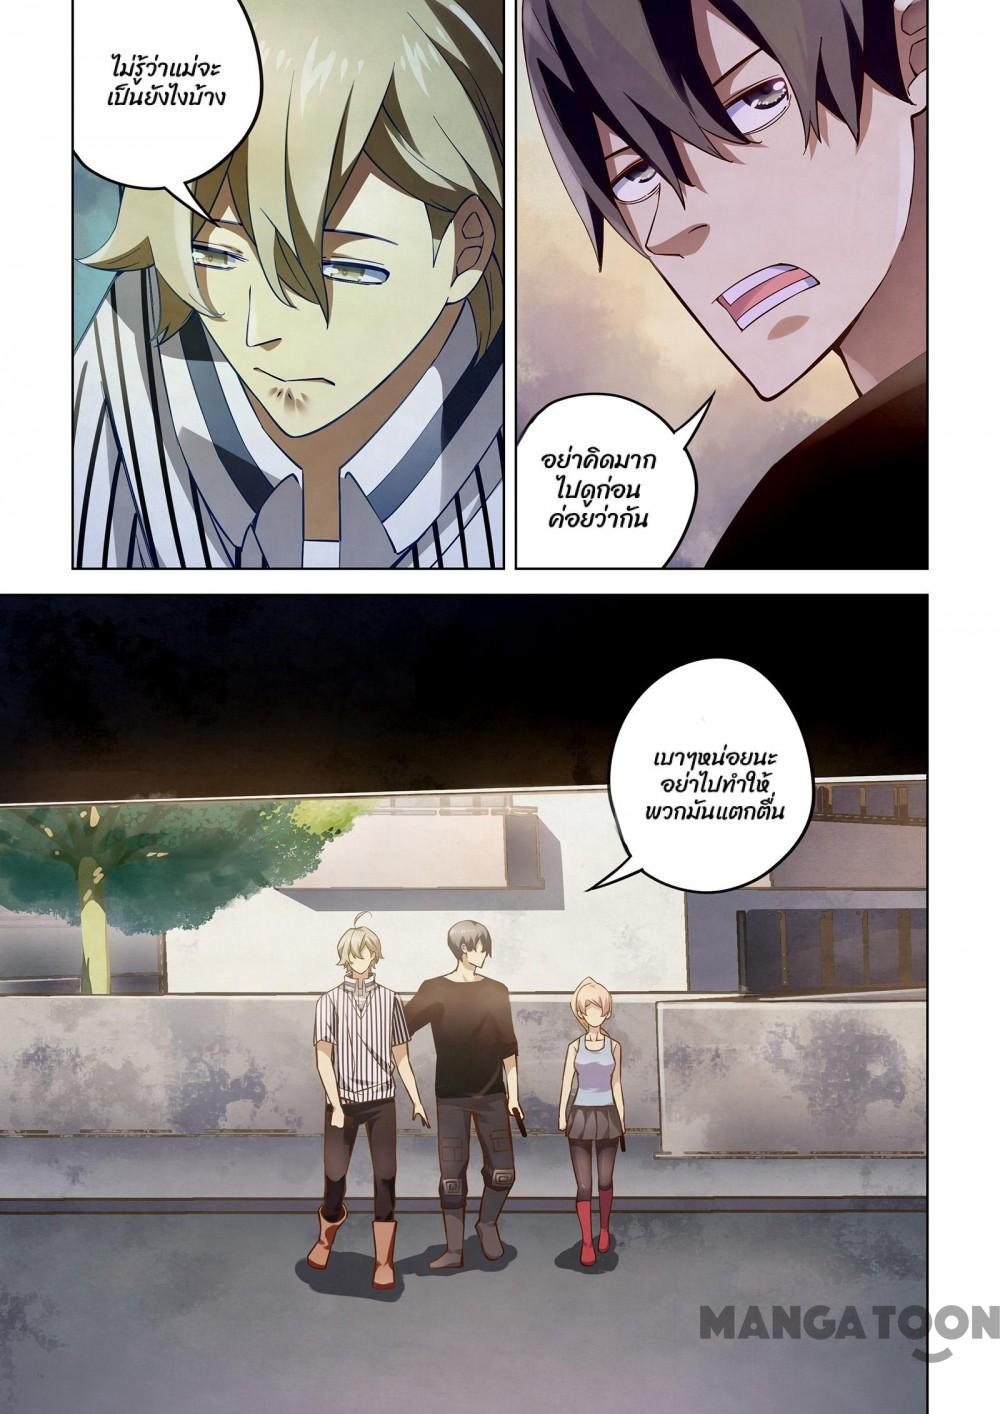 ไม่รู้ว่าแม่จะ
เป็นยังไงบ้าง
อย่าคิดมาก
ไปดูก่อน
ค่อยว่ากัน
เบาๆหน่อยนะ
อย่าไปทำให้
พวกมันแตกตื่น
MANGATOON